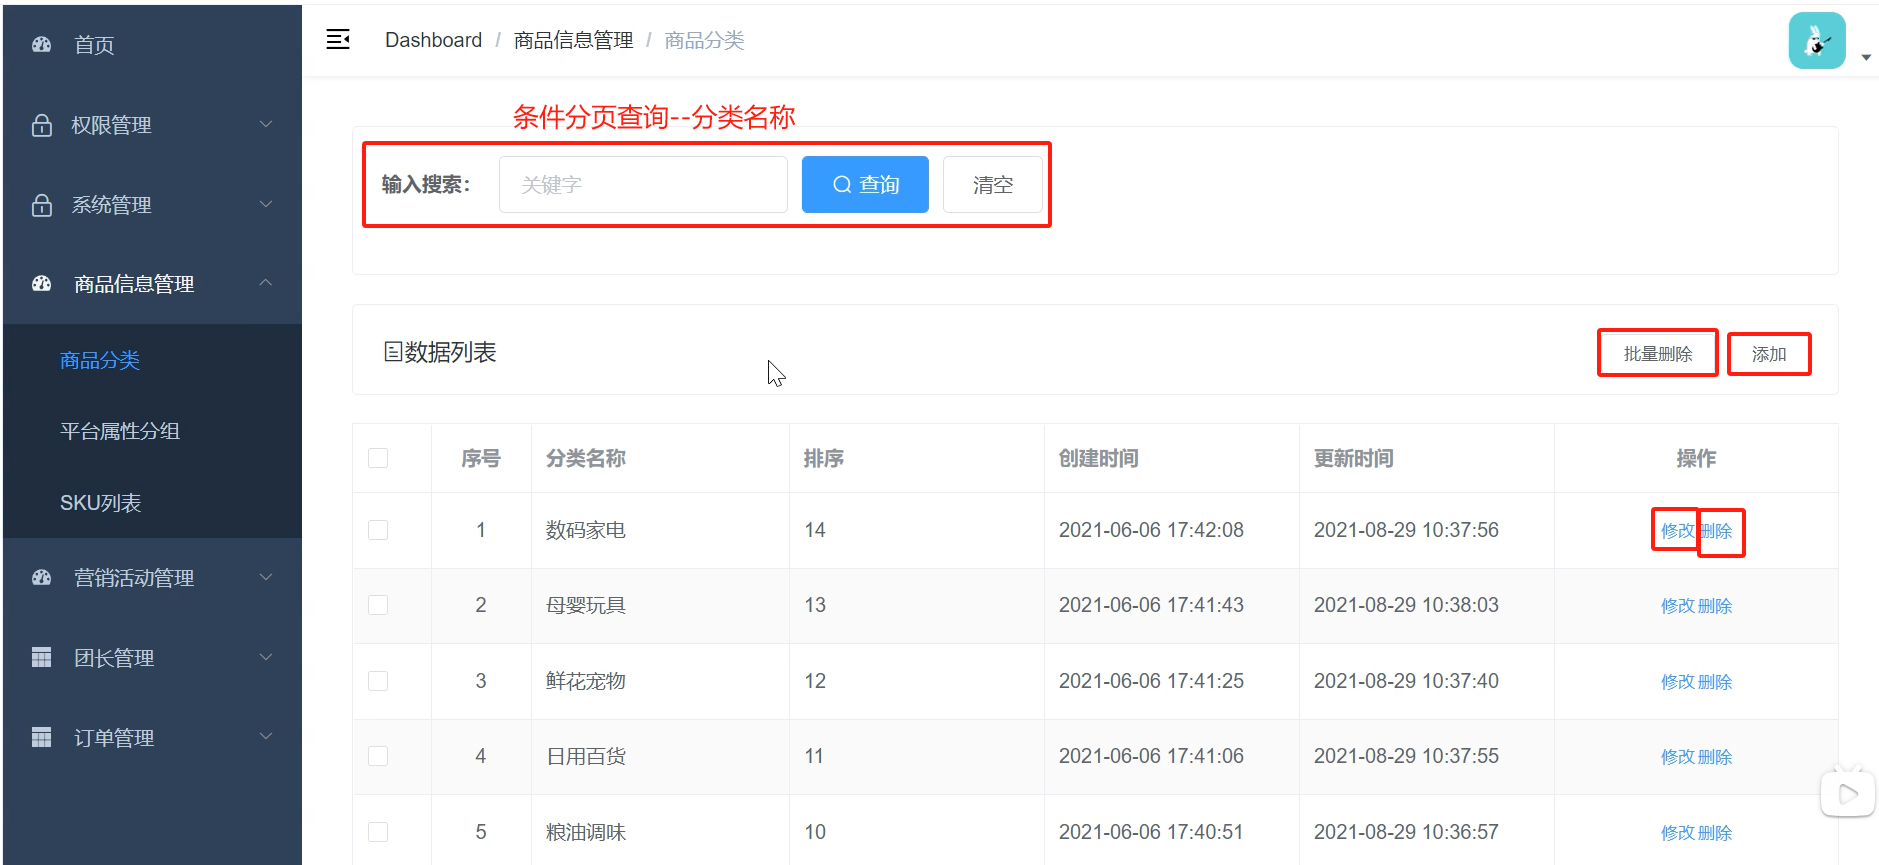 首页
权限管理
系统管理
商品信息管理
商品分类
平台属性分组
SKU列表
营销活动管理
团长管理
订单管理
Dashboard / 商品信息管理 / 商品分类
条件分页查询--分类名称
输入搜索： 关键字 查询 清空
数据列表 批量删除 添加
序号 分类名称 排序 创建时间 更新时间 操作
1 数码家电 14 2021-06-06 17:42:08 2021-08-29 10:37:56 修改 删除
2 母婴玩具 13 2021-06-06 17:41:43 2021-08-29 10:38:03 修改 删除
3 鲜花宠物 12 2021-06-06 17:41:25 2021-08-29 10:37:40 修改 删除
4 日用百货 11 2021-06-06 17:41:06 2021-08-29 10:37:55 修改 删除
5 粮油调味 10 2021-06-06 17:40:51 2021-08-29 10:36:57 修改 删除